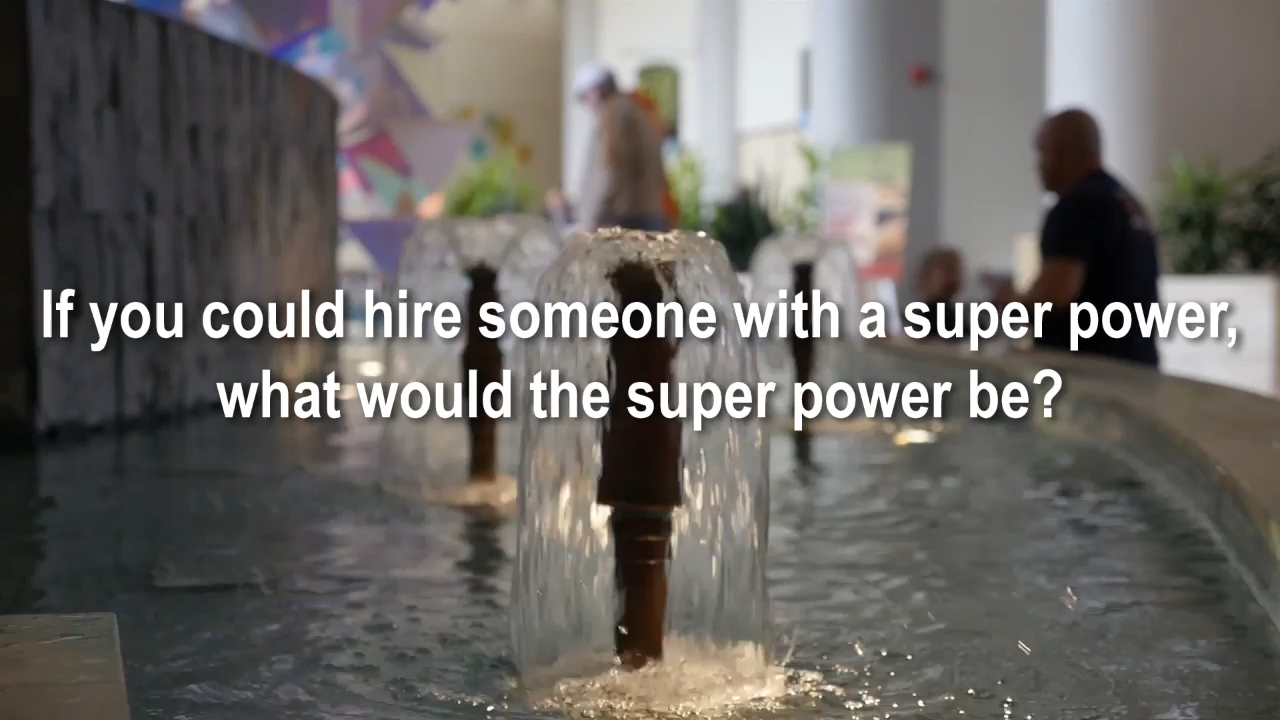 If you could hire someone with a super power,
what would the super power be?